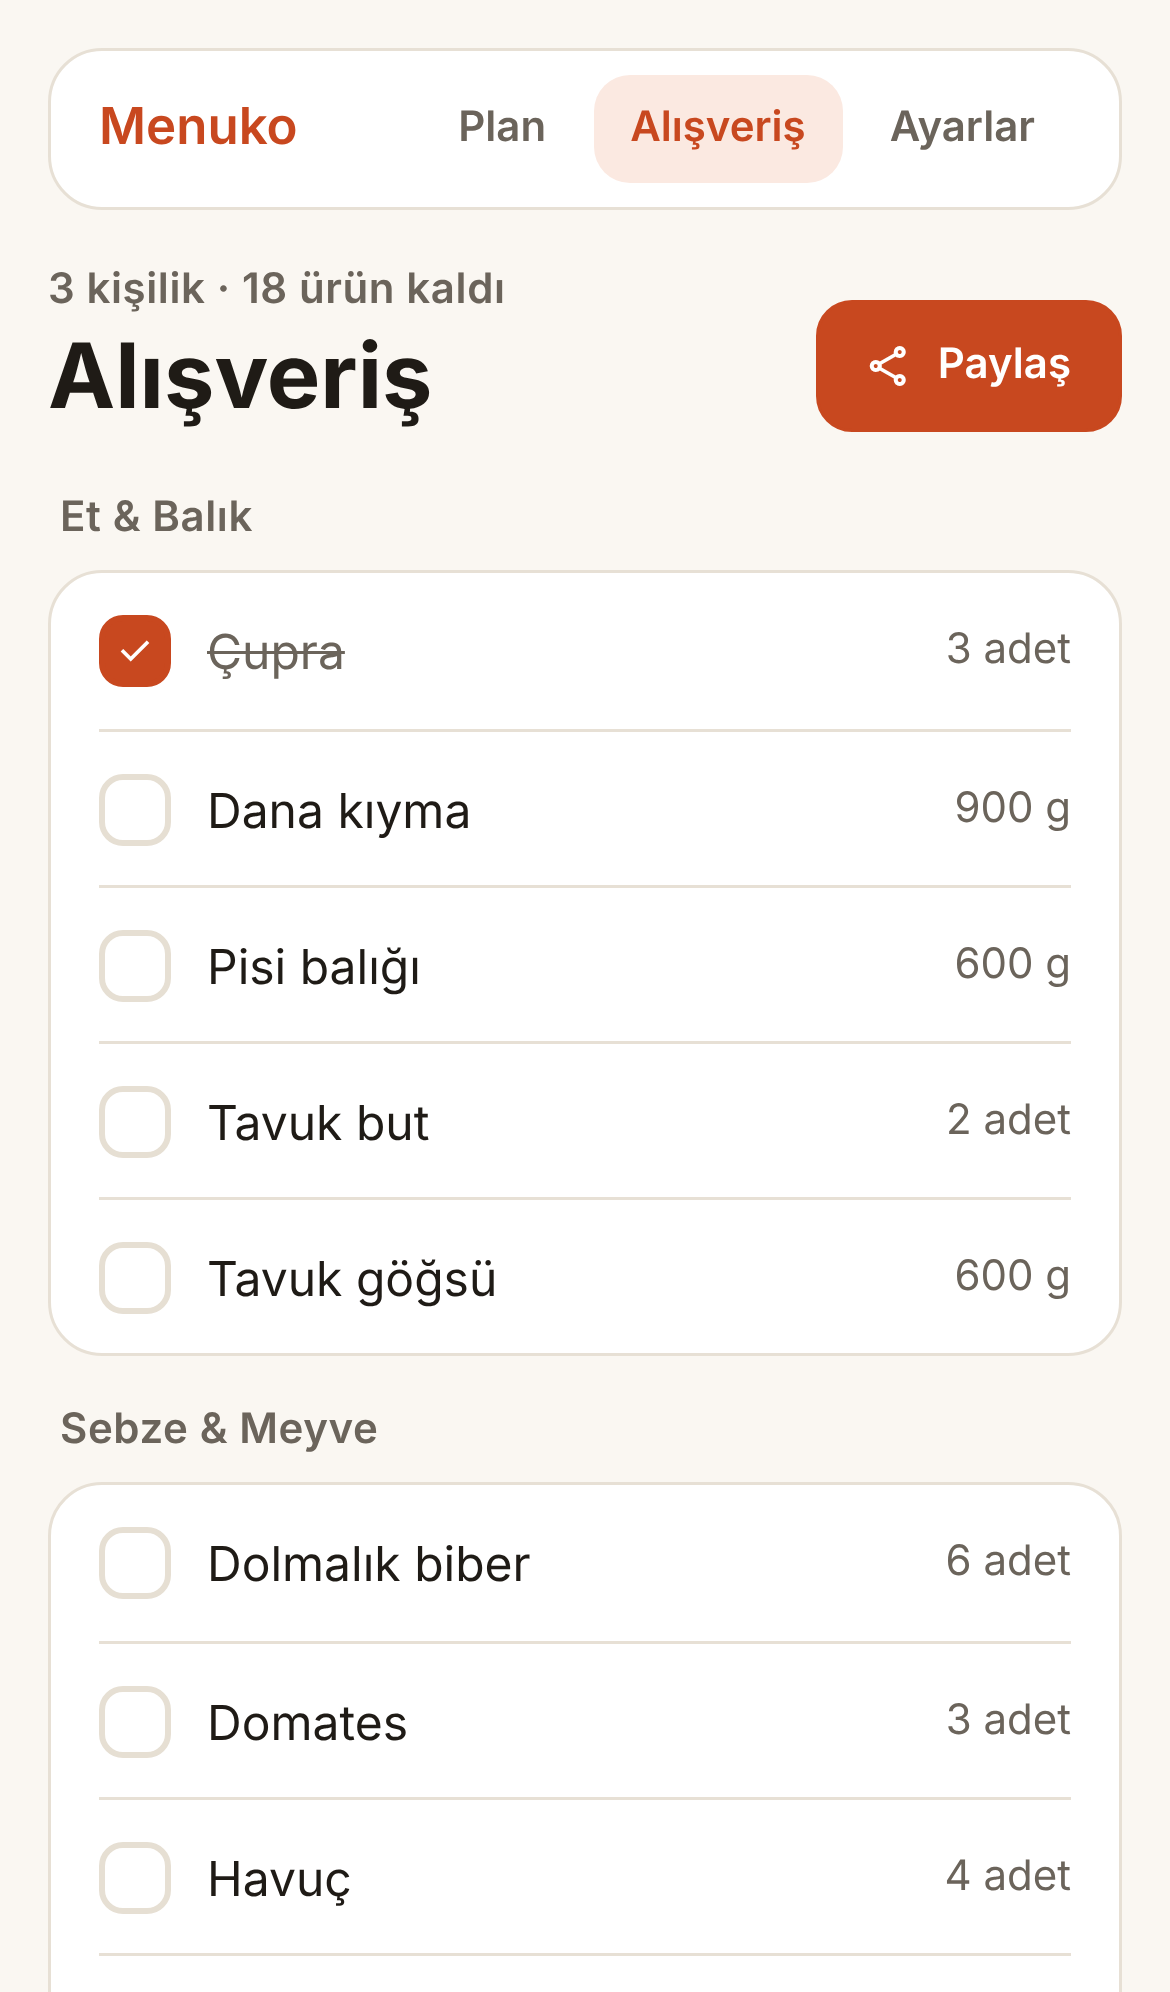 Menuko Plan Alışveriş Ayarlar
3 kişilik · 18 ürün kaldı
Alışveriş
Paylaş
Et & Balık
Çupra 3 adet
Dana kıyma 900 g
Pisi balığı 600 g
Tavuk but 2 adet
Tavuk göğsü 600 g
Sebze & Meyve
Dolmalık biber 6 adet
Domates 3 adet
Havuç 4 adet